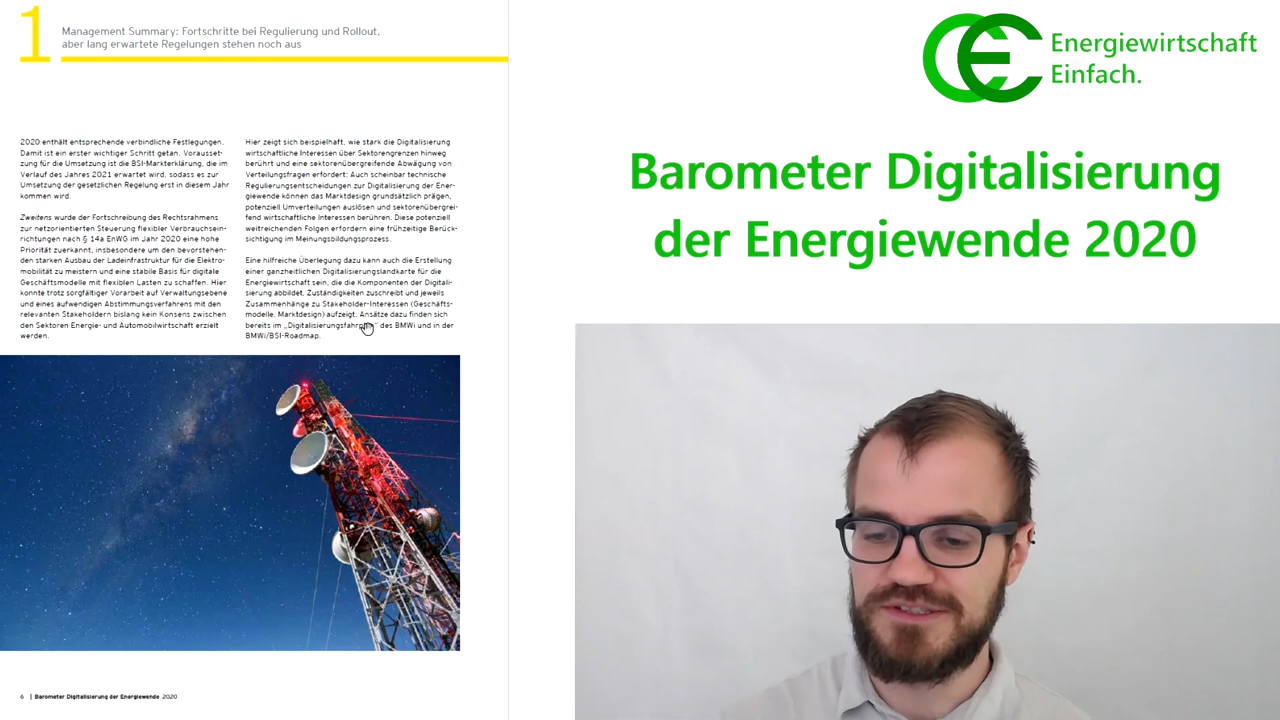 1
Management Summary: Fortschritte bei Regulierung und Rollout,
aber lang erwartete Regelungen stehen noch aus
2020 enthält entsprechende verbindliche Festlegungen.
Damit ist ein erster wichtiger Schritt getan. Vorausset-
zung für die Umsetzung ist die BSI-Markterklärung, die im
Verlauf des Jahres 2021 erwartet wird, sodass es zur
Umsetzung der gesetzlichen Regelung erst in diesem Jahr
kommen wird.
Zweitens wurde der Fortschreibung des Rechtsrahmens
zur netzorientierten Steuerung flexibler Verbrauchsein-
richtungen nach § 14a EnWG im Jahr 2020 eine hohe
Priorität zuerkannt, insbesondere um den bevorstehen-
den starken Ausbau der Ladeinfrastruktur für die Elektro-
mobilität zu meistern und eine stabile Basis für digitale
Geschäftsmodelle mit flexiblen Lasten zu schaffen. Hier
konnte trotz sorgfältiger Vorarbeit auf Verwaltungsebene
und eines aufwendigen Abstimmungsverfahrens mit den
relevanten Stakeholdern bislang kein Konsens zwischen
den Sektoren Energie- und Automobilwirtschaft erzielt
werden.
Hier zeigt sich beispielhaft, wie stark die Digitalisierung
wirtschaftliche Interessen über Sektorengrenzen hinweg
berührt und eine sektorenübergreifende Abwägung von
Verteilungsfragen erfordert: Auch scheinbar technische
Regulierungsentscheidungen zur Digitalisierung der Ener-
giewende können das Marktdesign grundsätzlich prägen,
potenziell Umverteilungen auslösen und sektorenübergrei-
fend wirtschaftliche Interessen berühren. Diese potenziell
weitreichenden Folgen erfordern eine frühzeitige Berück-
sichtigung im Meinungsbildungsprozess.
Eine hilfreiche Überlegung dazu kann auch die Erstellung
einer ganzheitlichen Digitalisierungslandkarte für die
Energiewirtschaft sein, die die Komponenten der Digitali-
sierung abbildet, Zuständigkeiten zuschreibt und jeweils
Zusammenhänge zu Stakeholder-Interessen (Geschäfts-
modelle, Marktdesign) aufzeigt. Ansätze dazu finden sich
bereits im des BMWi und in der
BMWi/BSI-Roadmap.
6 | Barometer Digitalisierung der Energiewende 2020
Energiewirtschaft
Einfach.
Barometer Digitalisierung
der Energiewende 2020